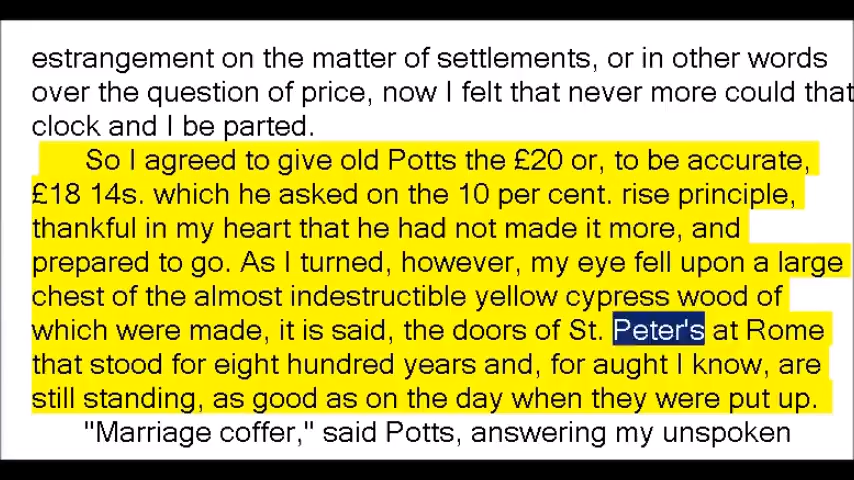 estrangement on the matter of settlements, or in other words
over the question of price, now I felt that never more could that
clock and I be parted.
So I agreed to give old Potts the £20 or, to be accurate,
£18 14s. which he asked on the 10 per cent. rise principle,
thankful in my heart that he had not made it more, and
prepared to go. As I turned, however, my eye fell upon a large
chest of the almost indestructible yellow cypress wood of
which were made, it is said, the doors of St. Peter's at Rome
that stood for eight hundred years and, for aught I know, are
still standing, as good as on the day when they were put up.
"Marriage coffer," said Potts, answering my unspoken